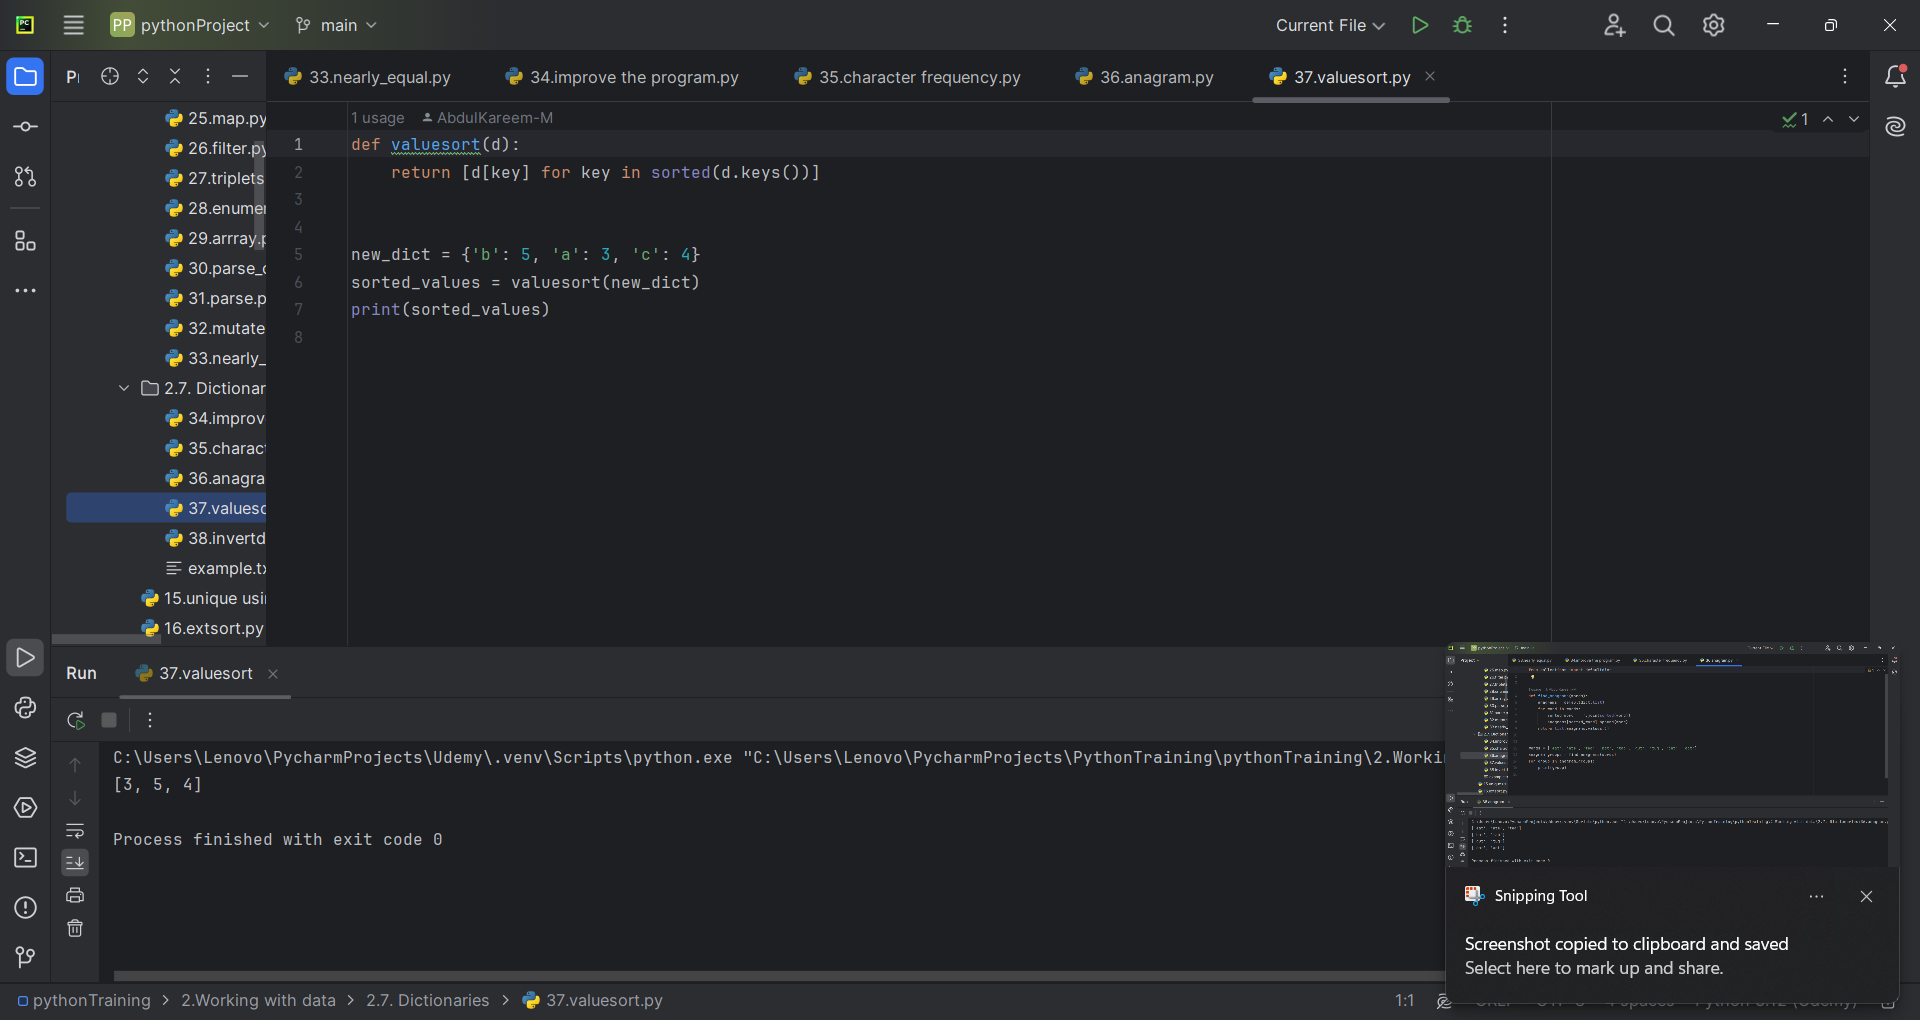 PC
PP pythonProject
main
Current File
P
33.nearly_equal.py
34.improve the program.py
35.character frequency.py
36.anagram.py
37.valuesort.py
25.map.py
26.filter.py
27.triplets
28.enumer
29.arrray.p
30.parse_c
31.parse.p
32.mutate
33.nearly_
2.7. Dictionar
34.improv
35.charact
36.anagra
37.valueso
38.invertd
example.tx
15.unique usin
16.extsort.py
1 usage AbdulKareem-M
1
1 def valuesort(d):
2 return [d[key] for key in sorted(d.keys())]
3
4
5 new_dict = {'b': 5, 'a': 3, 'c': 4}
6 sorted_values = valuesort(new_dict)
7 print(sorted_values)
8
Run 37.valuesort
C:\Users\Lenovo\PycharmProjects\Udemy\.venv\Scripts\python.exe "C:\Users\Lenovo\PycharmProjects\PythonTraining\pythonTraining\2.Worki
[3, 5, 4]
Process finished with exit code 0
Snipping Tool
Screenshot copied to clipboard and saved
Select here to mark up and share.
pythonTraining > 2.Working with data > 2.7. Dictionaries > 37.valuesort.py
1:1